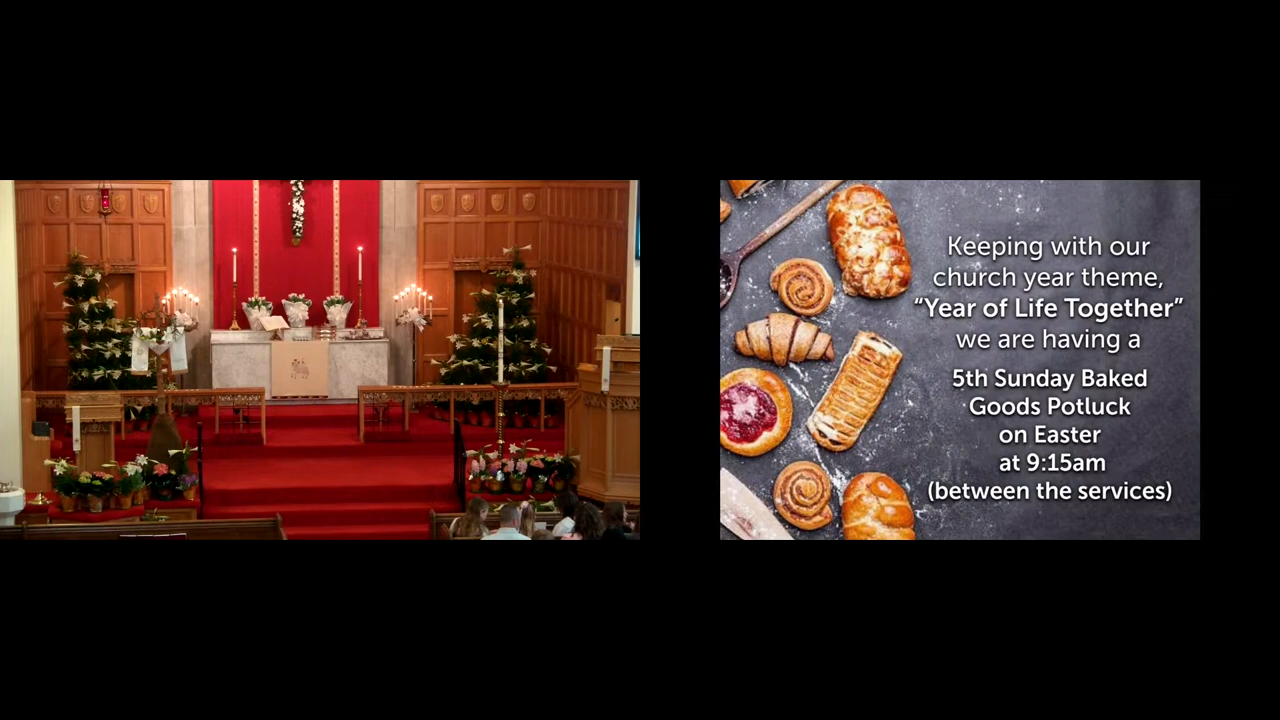 Keeping with our
church year theme,
“Year of Life Together”
we are having a
5th Sunday Baked
Goods Potluck
on Easter
at 9:15am
(between the services)